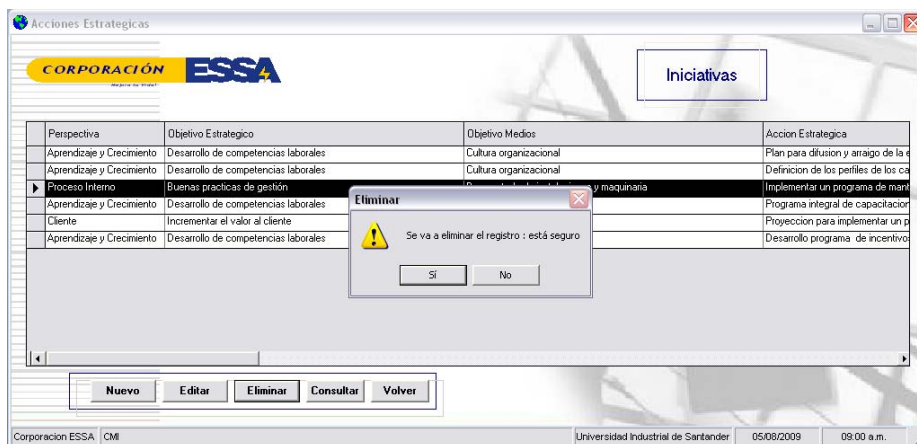 Acciones Estrategicas
CORPORACIÓN ESSA
Mejora tu Vida!
Iniciativas
Perspectiva Objetivo Estrategico Objetivo Medios Accion Estrategica
Aprendizaje y Crecimiento Desarrollo de competencias laborales Cultura organizacional Plan para difusion y arraigo de la e
Aprendizaje y Crecimiento Desarrollo de competencias laborales Cultura organizacional Definicion de los perfiles de los ca
Proceso Interno Buenas practicas de gestión y maquinaria Implementar un programa de mant
Aprendizaje y Crecimiento Desarrollo de competencias laborales Programa integral de capacitacion
Cliente Incrementar el valor al cliente Proyeccion para implementar un p
Aprendizaje y Crecimiento Desarrollo de competencias laborales Desarrollo programa de incentivo
Eliminar
Se va a eliminar el registro : está seguro
Sí No
Nuevo Editar Eliminar Consultar Volver
Corporacion ESSA CMI Universidad Industrial de Santander 05/08/2009 09:00 a.m.